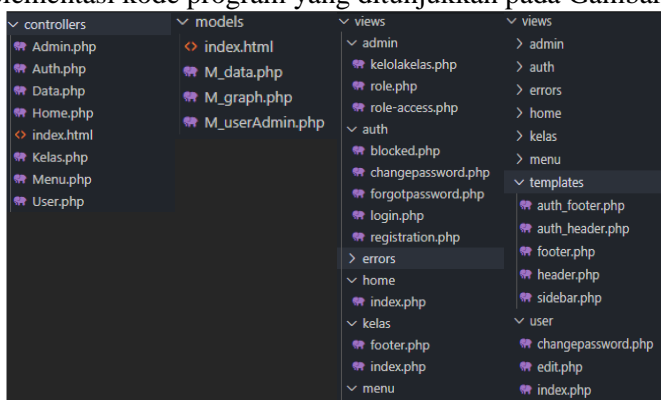 plementasi kode program yang ditunjukkan pada Gambar
controllers
Admin.php
Auth.php
Data.php
Home.php
index.html
Kelas.php
Menu.php
User.php
models
index.html
M_data.php
M_graph.php
M_userAdmin.php
views
admin
kelolakelas.php
role.php
role-access.php
auth
blocked.php
changepassword.php
forgotpassword.php
login.php
registration.php
errors
home
index.php
kelas
footer.php
index.php
menu
views
admin
auth
errors
home
kelas
menu
templates
auth_footer.php
auth_header.php
footer.php
header.php
sidebar.php
user
changepassword.php
edit.php
index.php